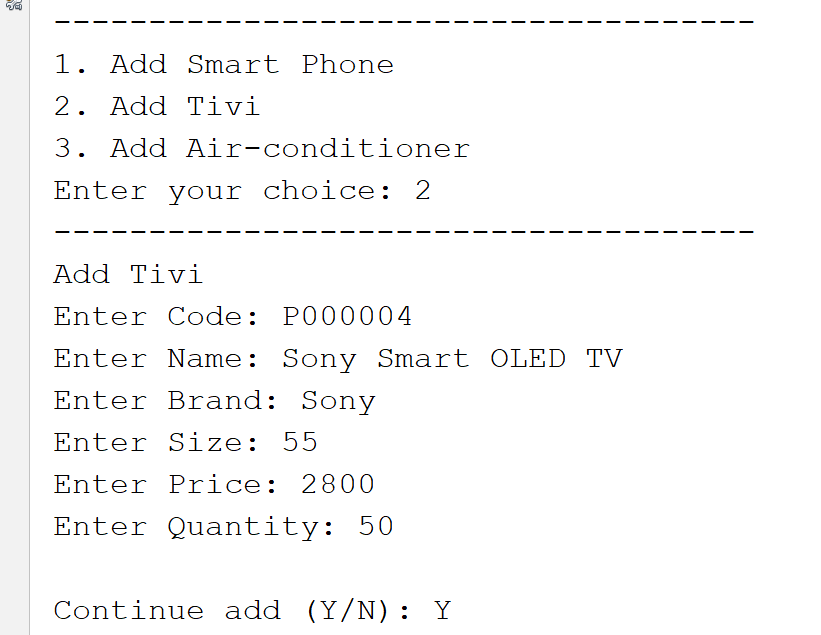 -------------------------------------
1. Add Smart Phone
2. Add Tivi
3. Add Air-conditioner
Enter your choice: 2
-------------------------------------
Add Tivi
Enter Code: P000004
Enter Name: Sony Smart OLED TV
Enter Brand: Sony
Enter Size: 55
Enter Price: 2800
Enter Quantity: 50
Continue add (Y/N): Y